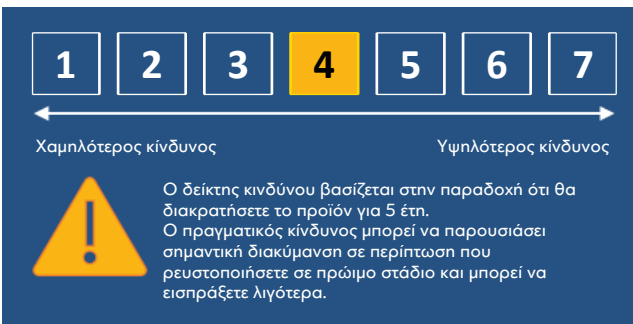 1 2 3 4 5 6 7
Χαμηλότερος κίνδυνος Υψηλότερος κίνδυνος
Ο δείκτης κινδύνου βασίζεται στην παραδοχή ότι θα
διακρατήσετε το προϊόν για 5 έτη.
Ο πραγματικός κίνδυνος μπορεί να παρουσιάσει
σημαντική διακύμανση σε περίπτωση που
ρευστοποιήσετε σε πρώιμο στάδιο και μπορεί να
εισπράξετε λιγότερα.